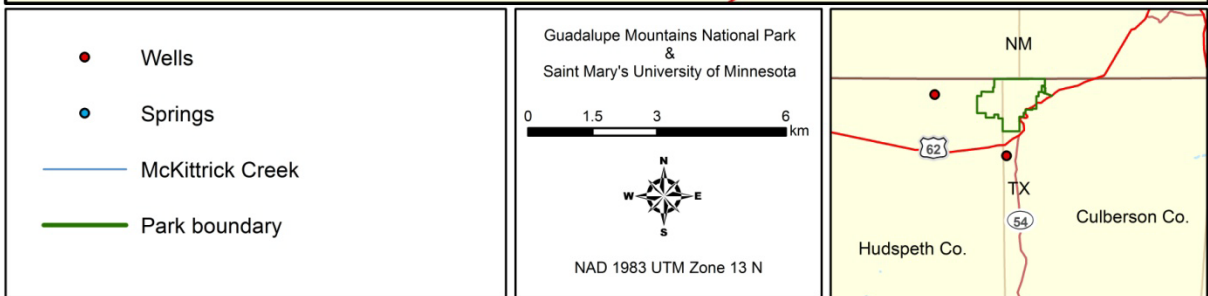 Wells
Springs
McKittrick Creek
Park boundary
Guadalupe Mountains National Park
&
Saint Mary's University of Minnesota
0 1.5 3 6
km
N
W E
S
NAD 1983 UTM Zone 13 N
NM
62
TX
54
Culberson Co.
Hudspeth Co.